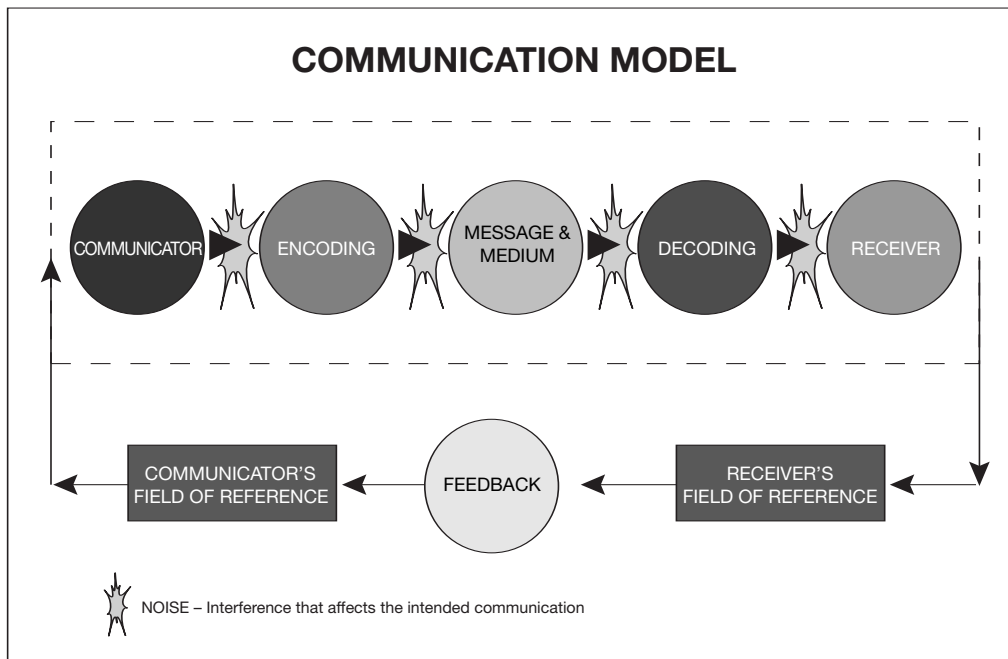 COMMUNICATION MODEL
COMMUNICATOR
ENCODING
MESSAGE &
MEDIUM
DECODING
RECEIVER
COMMUNICATOR’S
FIELD OF REFERENCE
FEEDBACK
RECEIVER’S
FIELD OF REFERENCE
NOISE – Interference that affects the intended communication